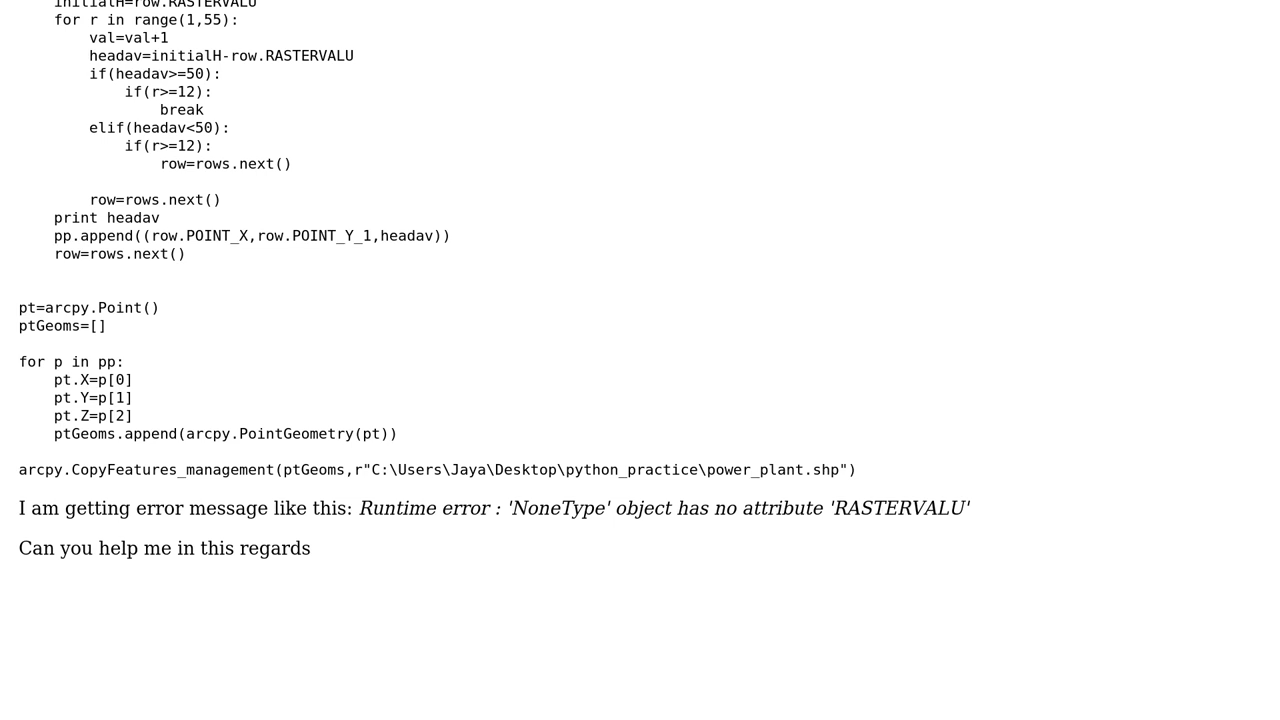 initialH=row.RASTERVALU
for r in range(1,55):
val=val+1
headav=initialH-row.RASTERVALU
if(headav>=50):
if(r>=12):
break
elif(headav<50):
if(r>=12):
row=rows.next()
row=rows.next()
print headav
pp.append((row.POINT_X,row.POINT_Y_1,headav))
row=rows.next()
pt=arcpy.Point()
ptGeoms=[]
for p in pp:
pt.X=p[0]
pt.Y=p[1]
pt.Z=p[2]
ptGeoms.append(arcpy.PointGeometry(pt))
arcpy.CopyFeatures_management(ptGeoms,r"C:\Users\Jaya\Desktop\python_practice\power_plant.shp")
I am getting error message like this: Runtime error : 'NoneType' object has no attribute 'RASTERVALU'
Can you help me in this regards